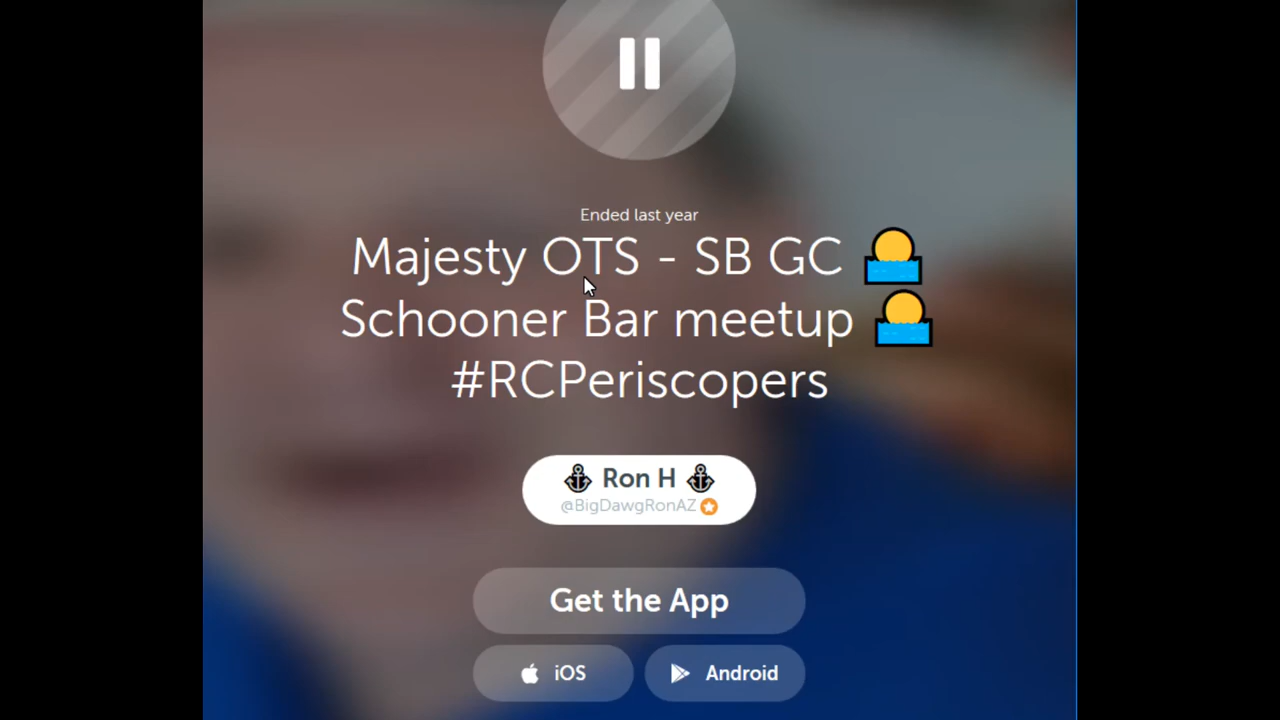 Ended last year
Majesty OTS - SB GC
Schooner Bar meetup
#RCPeriscopers
Ron H
@BigDawgRonAZ
Get the App
iOS
Android